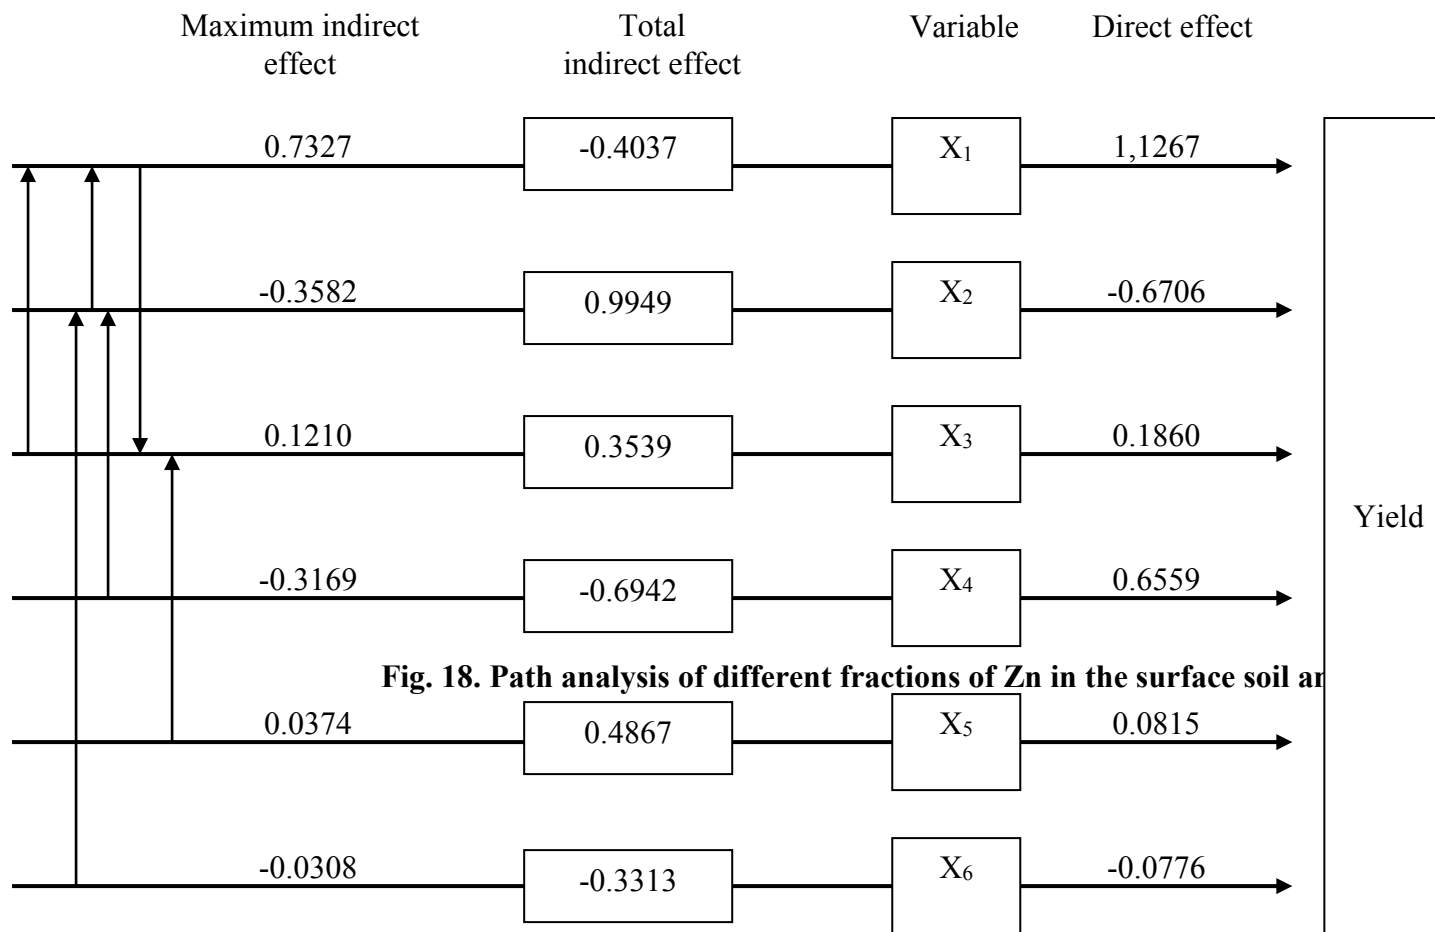 Maximum indirect effect
Total indirect effect
Variable
Direct effect
0.7327
-0.4037
X1
1,1267
-0.3582
0.9949
X2
-0.6706
0.1210
0.3539
X3
0.1860
Yield
-0.3169
-0.6942
X4
0.6559
Fig. 18. Path analysis of different fractions of Zn in the surface soil
0.0374
0.4867
X5
0.0815
-0.0308
-0.3313
X6
-0.0776